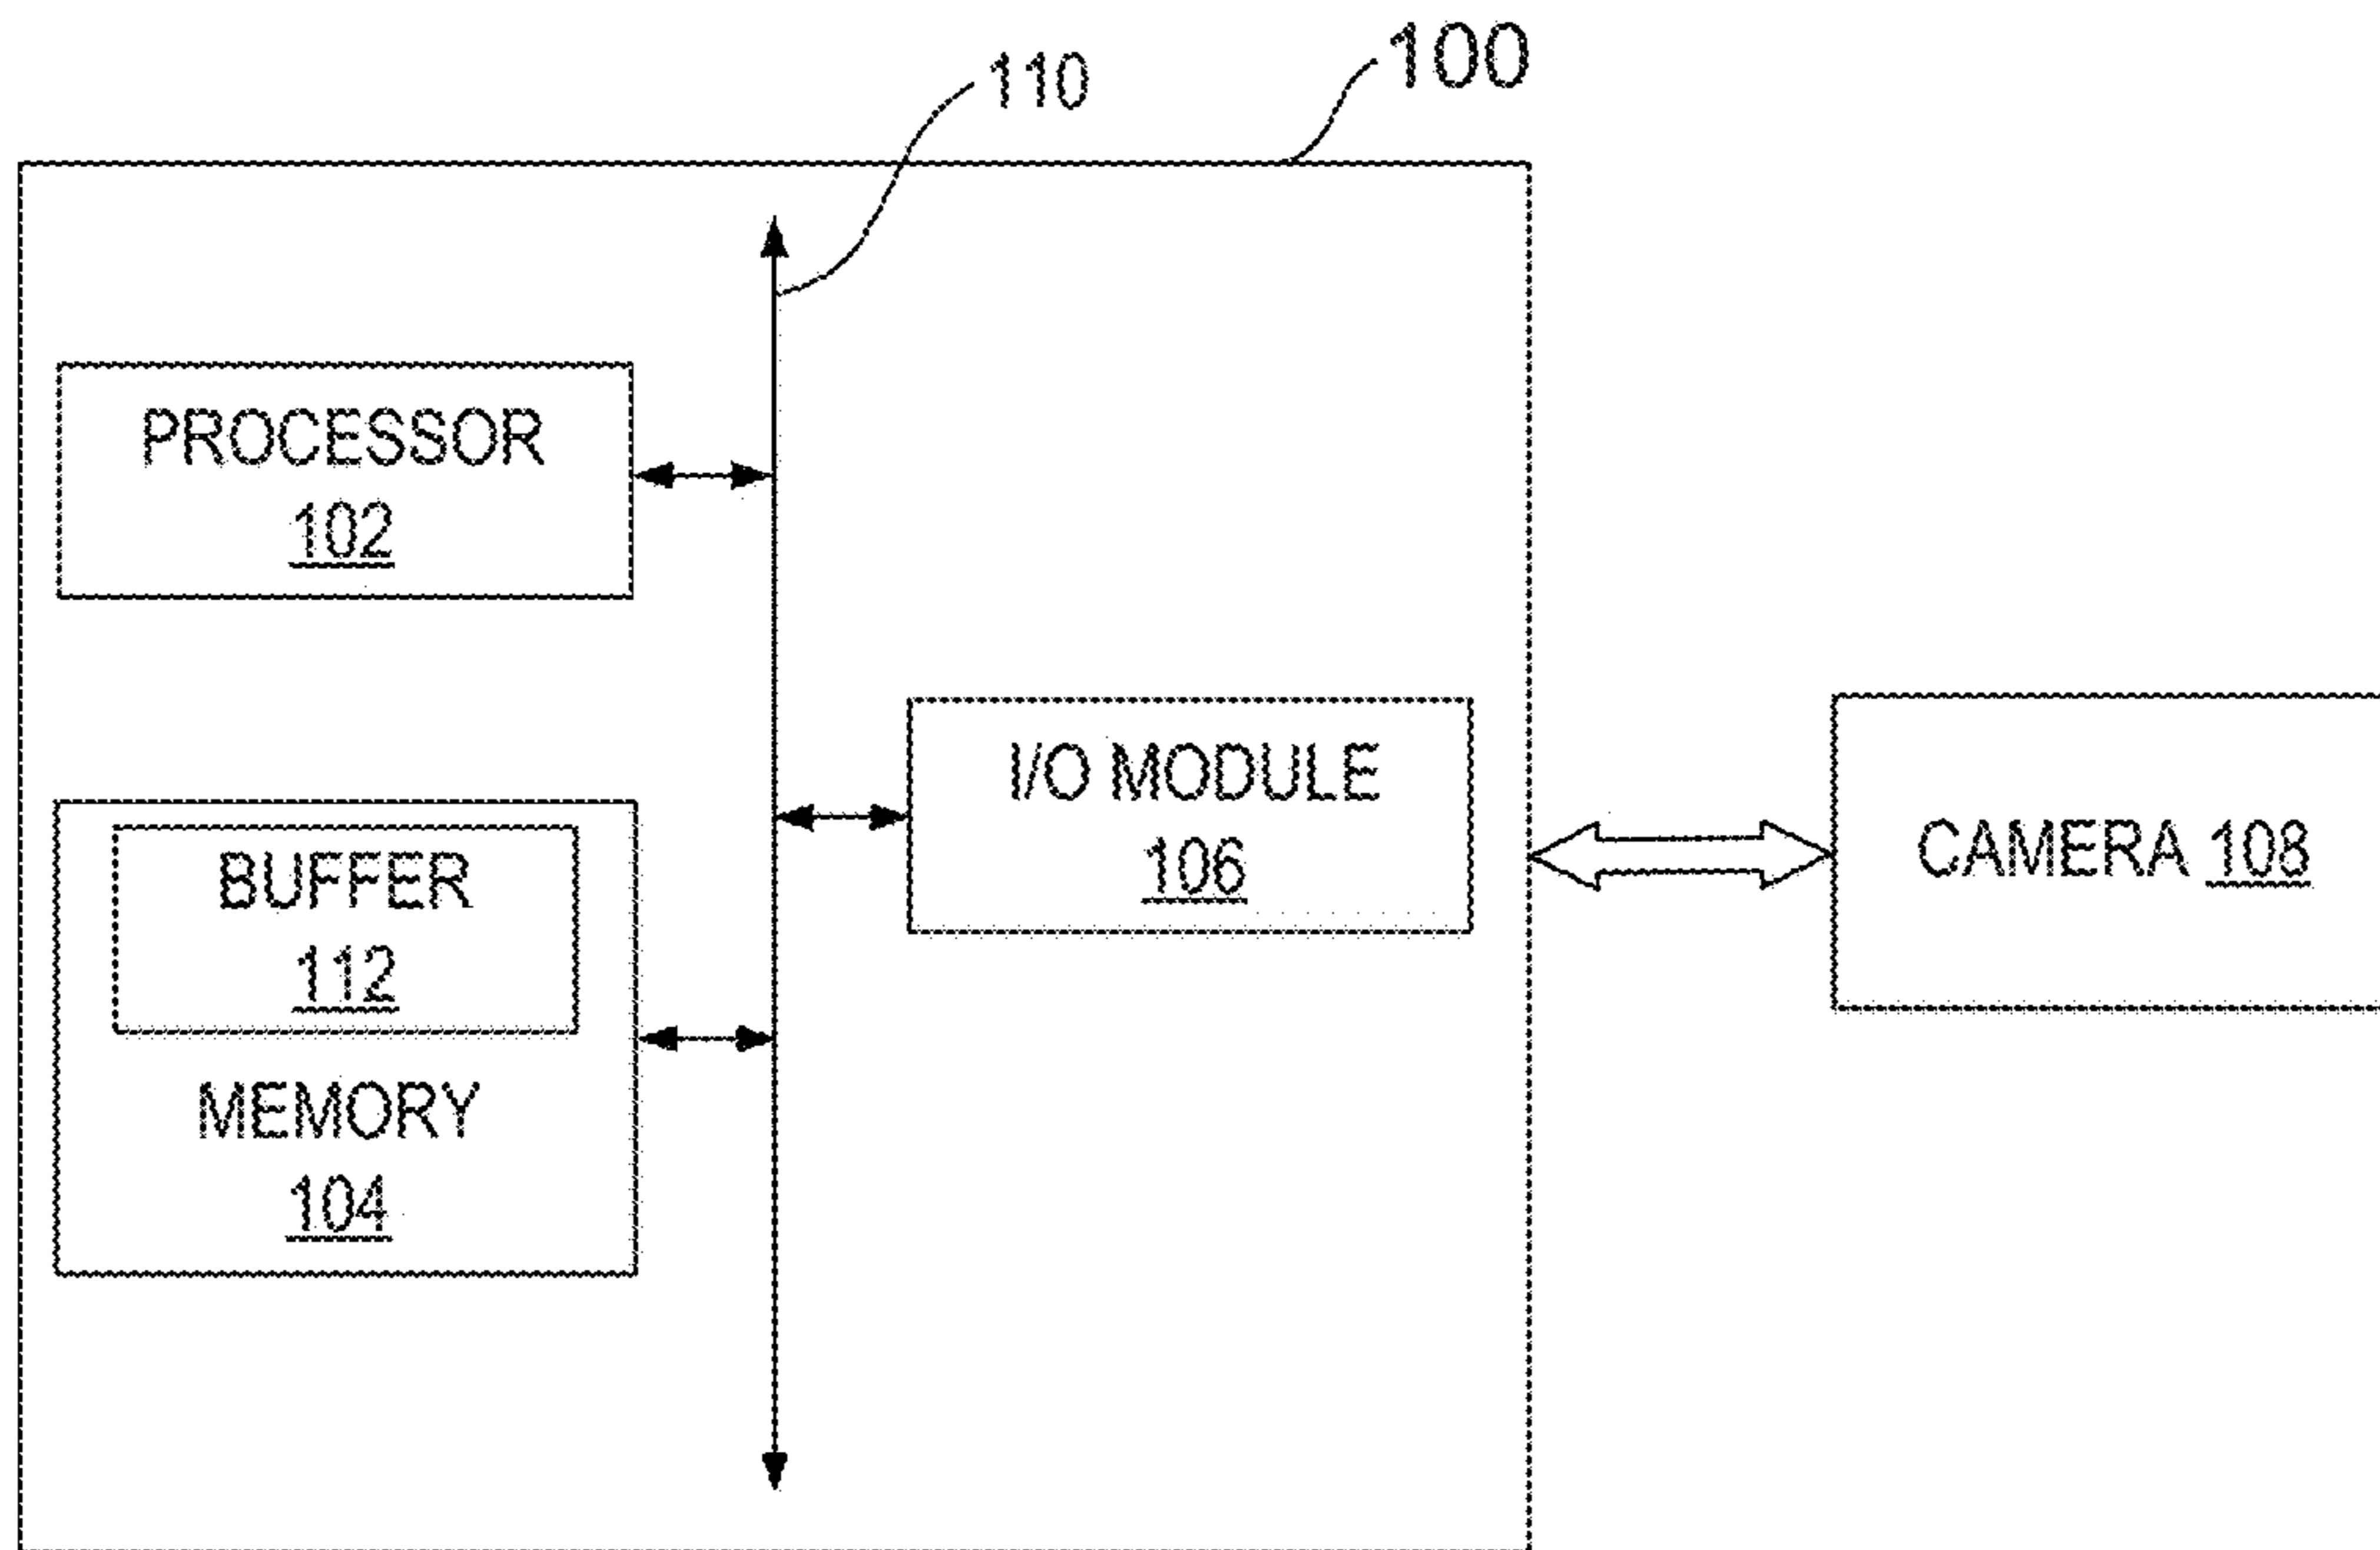 100
110
PROCESSOR
102
I/O MODULE
106
CAMERA 108
BUFFER
112
MEMORY
104